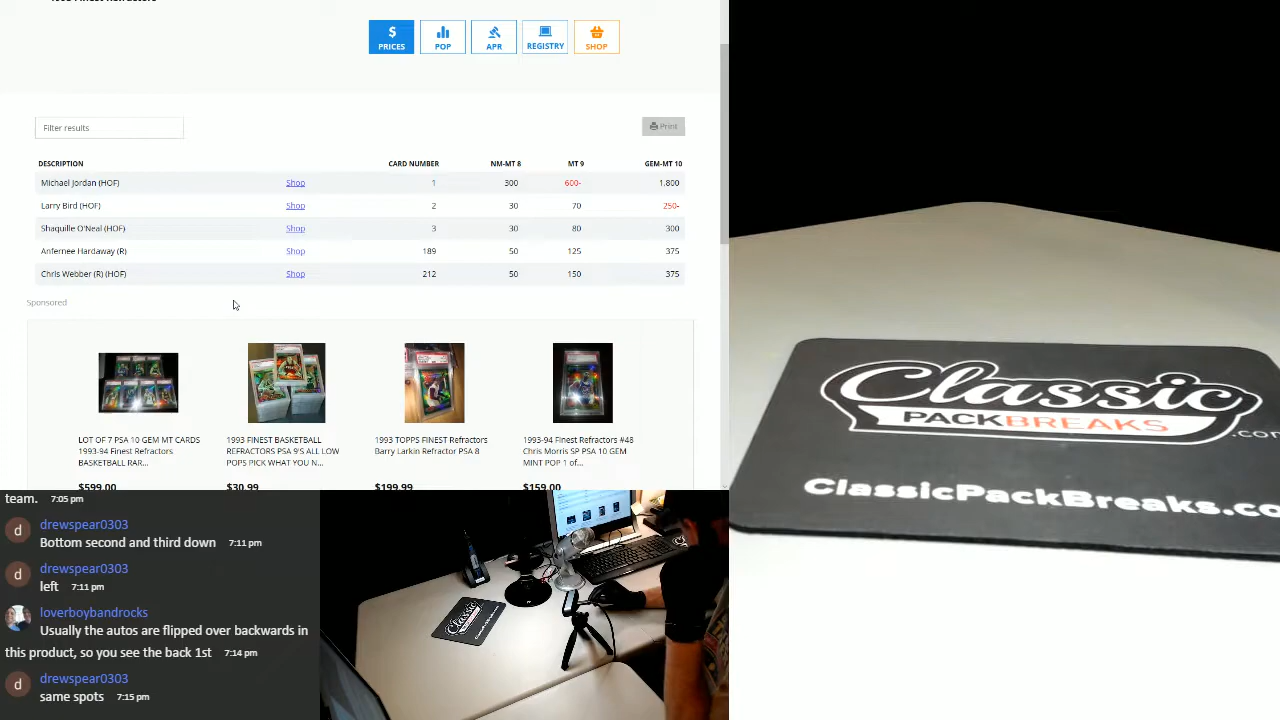 PRICES POP APR REGISTRY SHOP
Filter results
Print
DESCRIPTION CARD NUMBER NM-MT 8 MT 9 GEM-MT 10
Michael Jordan (HOF) Shop 1 300 600- 1,800
Larry Bird (HOF) Shop 2 30 70 250-
Shaquille O'Neal (HOF) Shop 3 30 80 300
Anfernee Hardaway (R) Shop 189 50 125 375
Chris Webber (R) (HOF) Shop 212 50 150 375
Sponsored
LOT OF 7 PSA 10 GEM MT CARDS
1993-94 Finest Refractors
BASKETBALL RAR...
$599.00
1993 FINEST BASKETBALL
REFRACTORS PSA 9'S ALL LOW
POPS PICK WHAT YOU N...
$30.99
1993 TOPPS FINEST Refractors
Barry Larkin Refractor PSA 8
$199.99
1993-94 Finest Refractors #48
Chris Morris SP PSA 10 GEM
MINT POP 1 of...
$159.00
team. 7:05 pm
d drewspear0303
Bottom second and third down 7:11 pm
d drewspear0303
left 7:11 pm
loverboybandrocks
Usually the autos are flipped over backwards in
this product, so you see the back 1st 7:14 pm
d drewspear0303
same spots 7:15 pm
Classic
PACKBREAKS
.com
ClassicPackBreaks.co
Classic